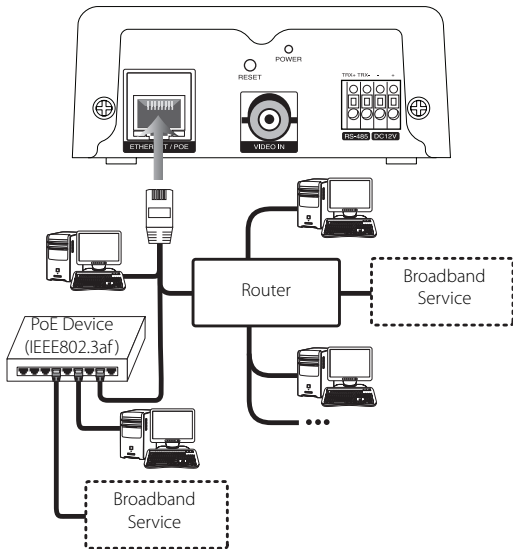 POWER
RESET
TRX+ TRX- - +
ETHERNET / POE
VIDEO IN
RS-485 DC12V
Router
Broadband
Service
PoE Device
(IEEE802.3af)
Broadband
Service